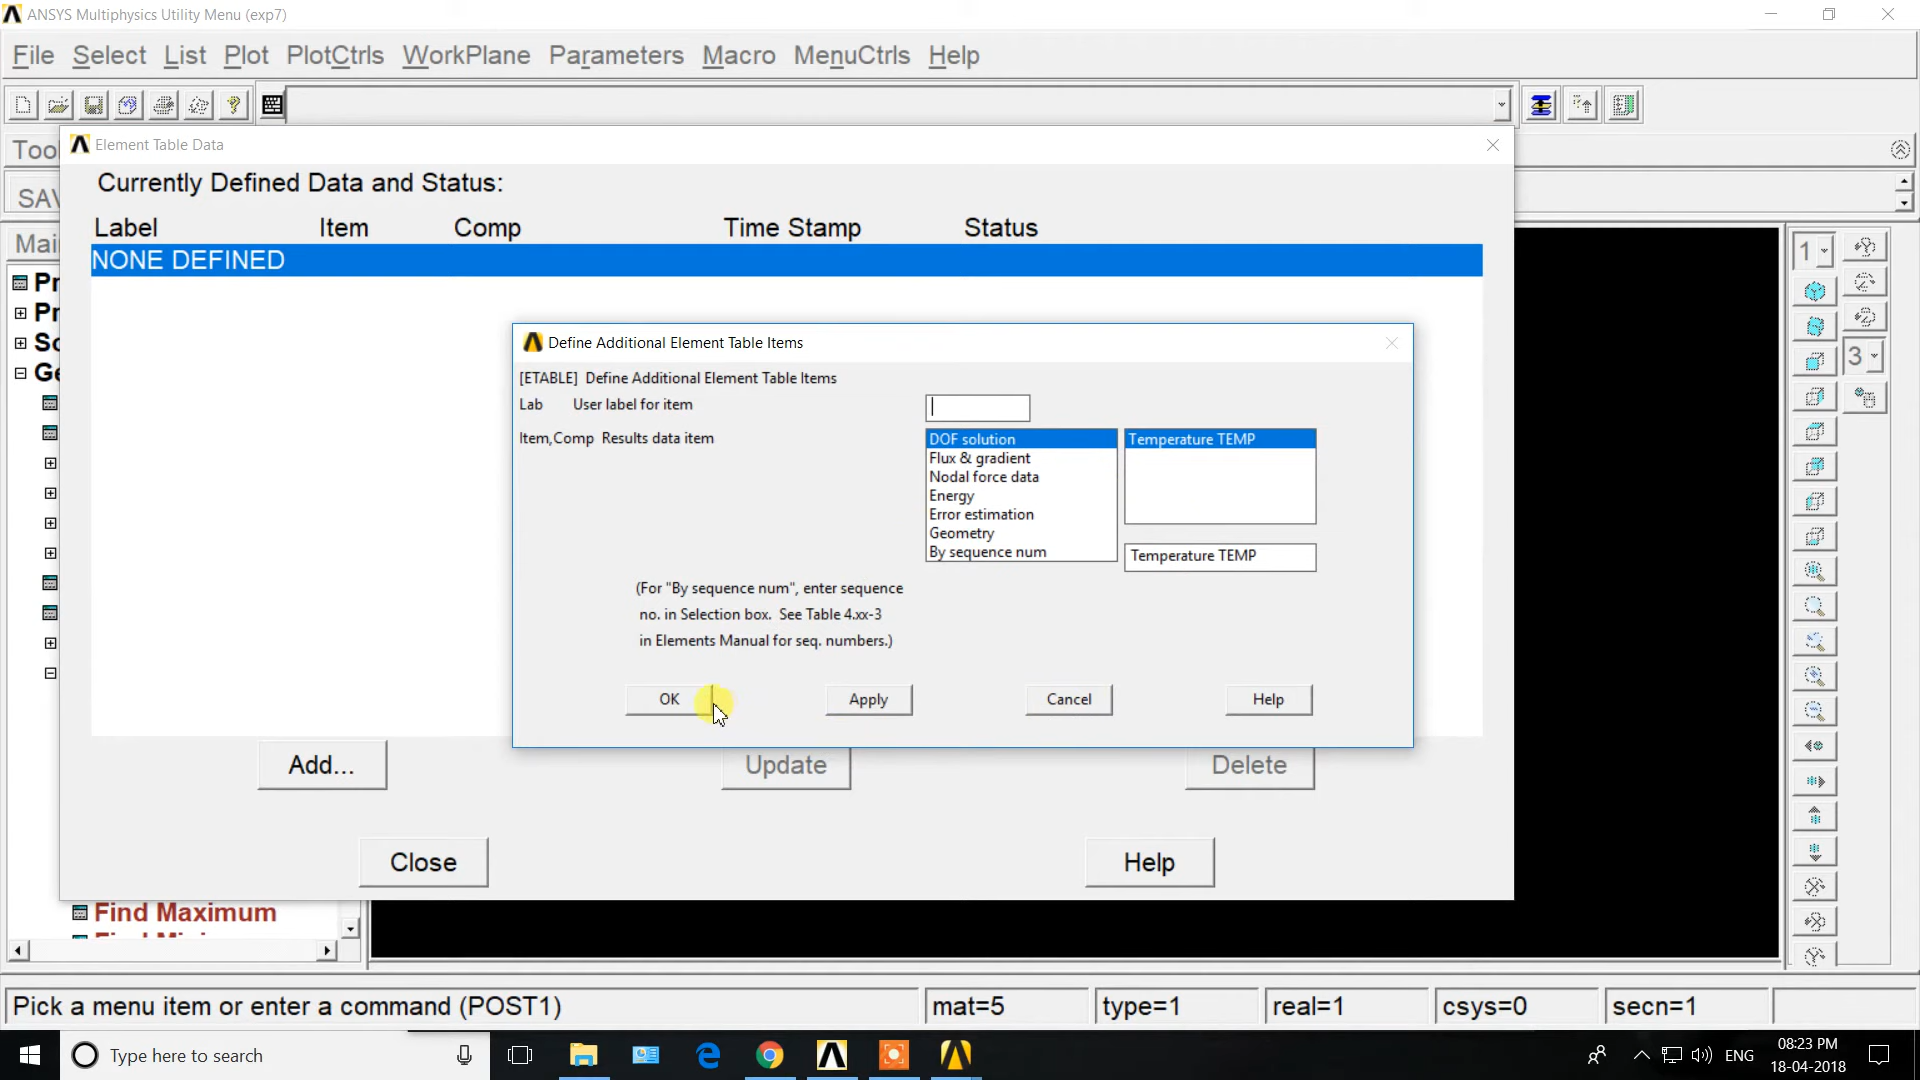 ANSYS Multiphysics Utility Menu (exp7)
File Select List Plot PlotCtrls WorkPlane Parameters Macro MenuCtrls Help
Element Table Data
Currently Defined Data and Status:
SAV
Label Item Comp Time Stamp Status
NONE DEFINED
1
3
Define Additional Element Table Items
[ETABLE] Define Additional Element Table Items
Lab User label for item
Item,Comp Results data item
DOF solution
Flux & gradient
Nodal force data
Energy
Error estimation
Geometry
By sequence num
Temperature TEMP
Temperature TEMP
(For "By sequence num", enter sequence
no. in Selection box. See Table 4.xx-3
in Elements Manual for seq. numbers.)
OK Apply Cancel Help
Add... Update Delete
Close Help
Find Maximum
Pick a menu item or enter a command (POST1) mat=5 type=1 real=1 csys=0 secn=1
Type here to search
ENG
08:23 PM
18-04-2018